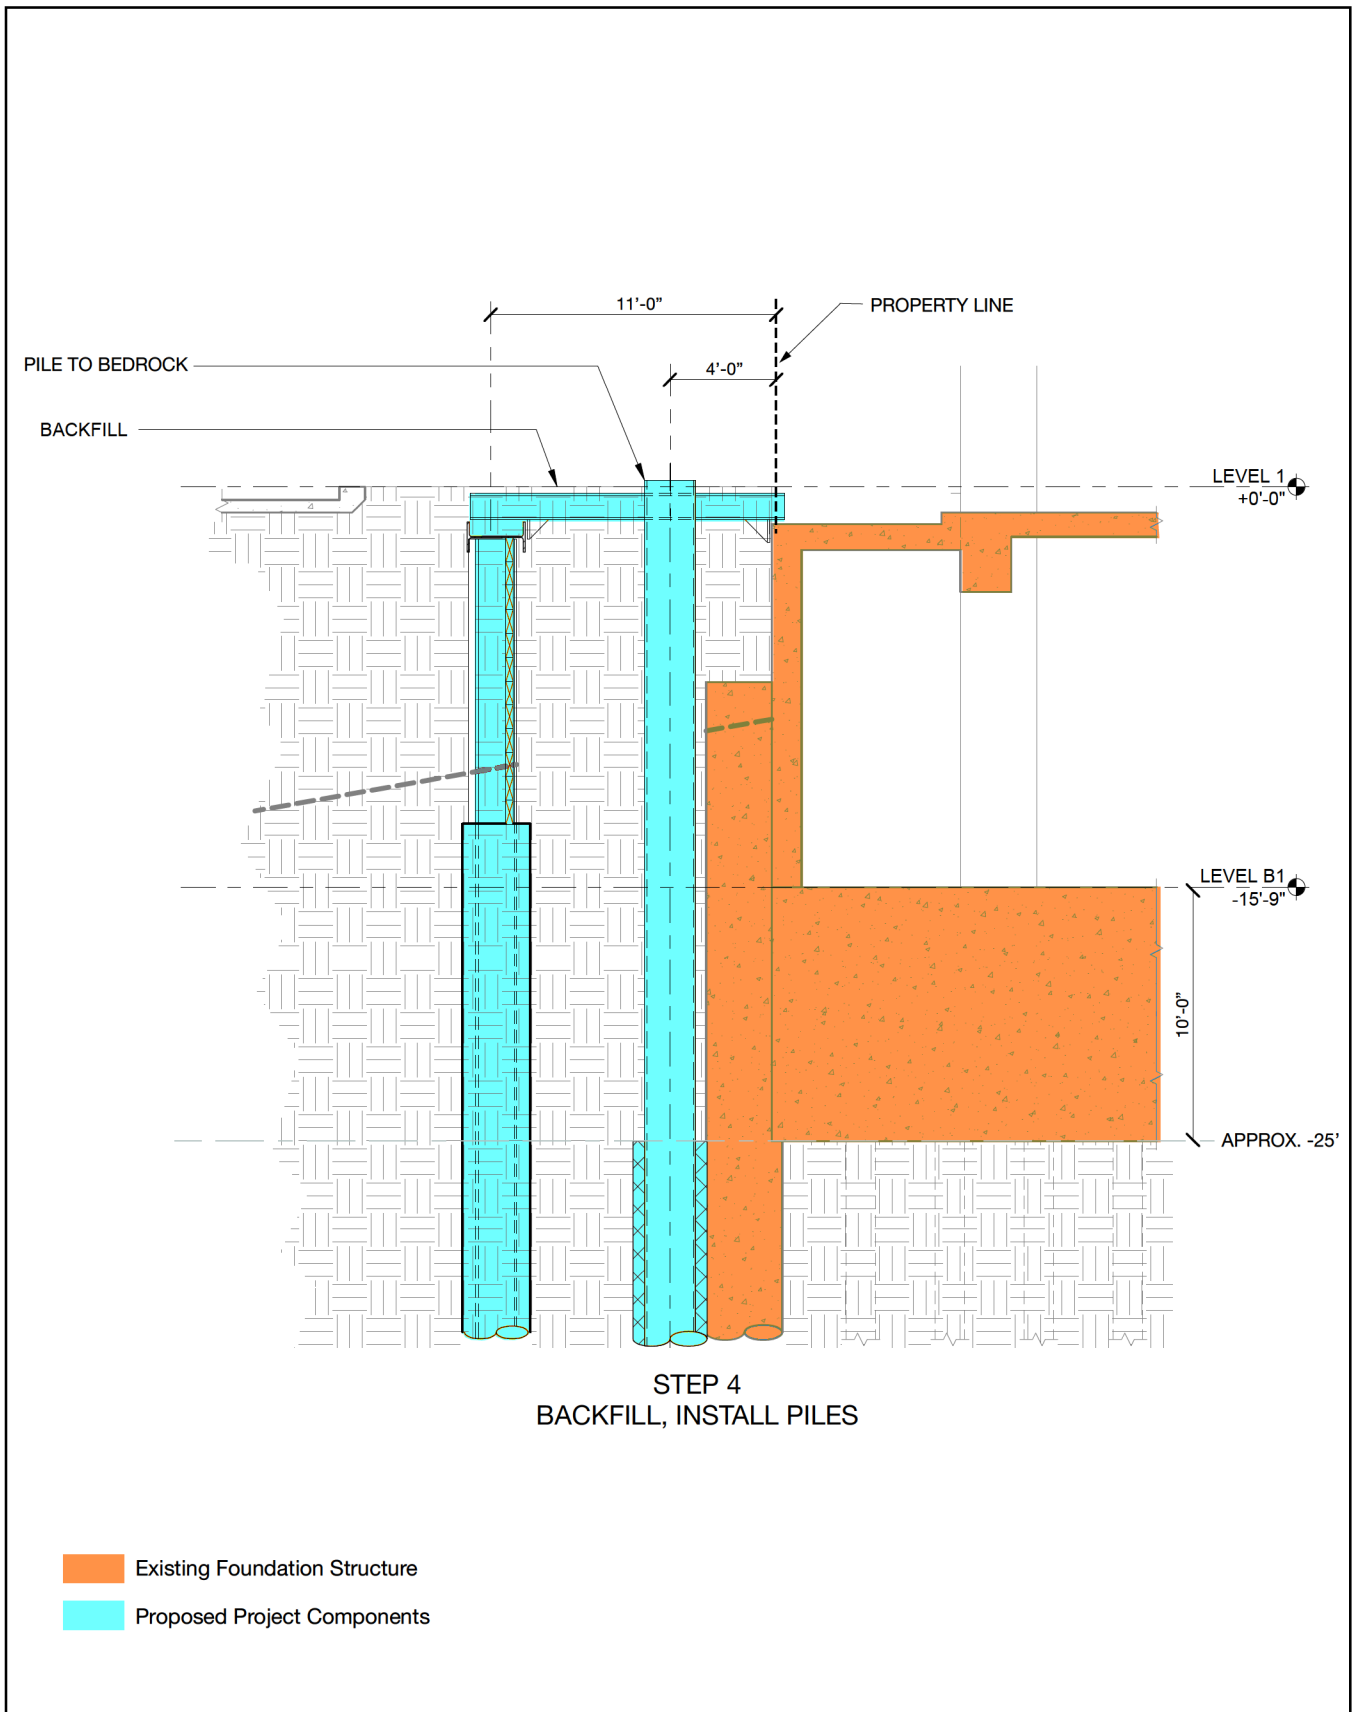 11’-0”
PROPERTY LINE
PILE TO BEDROCK
4’-0”
BACKFILL
LEVEL 1
+0'-0"
LEVEL B1
-15'-9"
10’-0”
APPROX. -25’
STEP 4
BACKFILL, INSTALL PILES
Existing Foundation Structure
Proposed Project Components